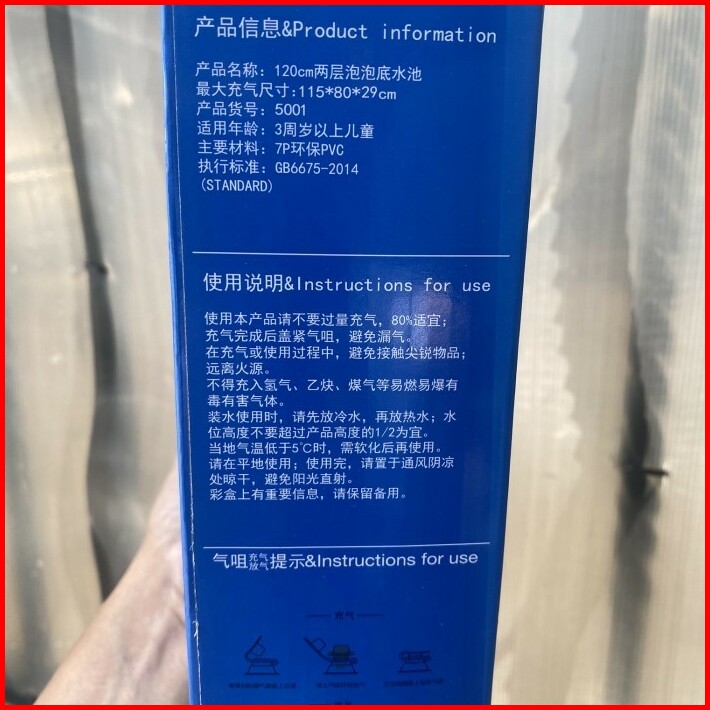 产品信息&Product information
产品名称：120cm两层泡泡底水池
最大充气尺寸：115*80*29cm
产品货号：5001
适用年龄：3周岁以上儿童
主要材料：7P环保PVC
执行标准：GB6675-2014
(STANDARD)
使用说明&Instructions for use
使用本产品请不要过量充气，80%适宜；
充气完成后盖紧气咀，避免漏气。
在充气或使用过程中，避免接触尖锐物品；
远离火源。
不得充入氢气、乙炔、煤气等易燃易爆有
毒有害气体。
装水使用时，请先放冷水，再放热水；水
位高度不要超过产品高度的1/2为宜。
当地气温低于5℃时，需软化后再使用。
请在平地使用；使用完，请置于通风阴凉
处晾干，避免阳光直射。
彩盒上有重要信息，请保留备用。
气咀充气放气提示&Instructions for use
充气